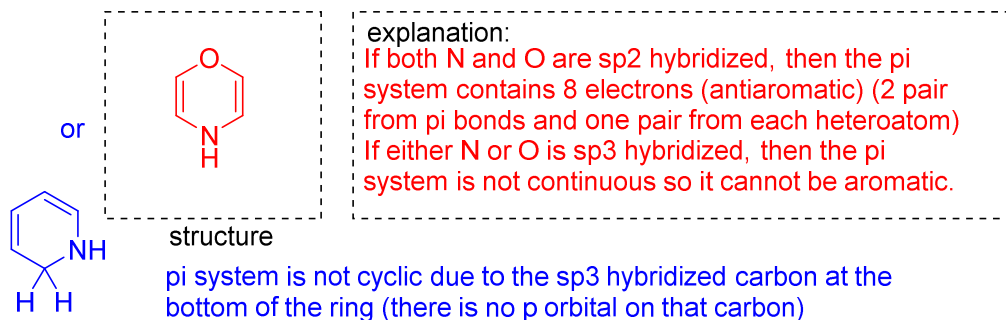 explanation:
If both N and O are sp2 hybridized, then the pi
system contains 8 electrons (antiaromatic) (2 pair
from pi bonds and one pair from each heteroatom)
If either N or O is sp3 hybridized, then the pi
system is not continuous so it cannot be aromatic.
O
N
H
or
structure
NH
H H
pi system is not cyclic due to the sp3 hybridized carbon at the
bottom of the ring (there is no p orbital on that carbon)